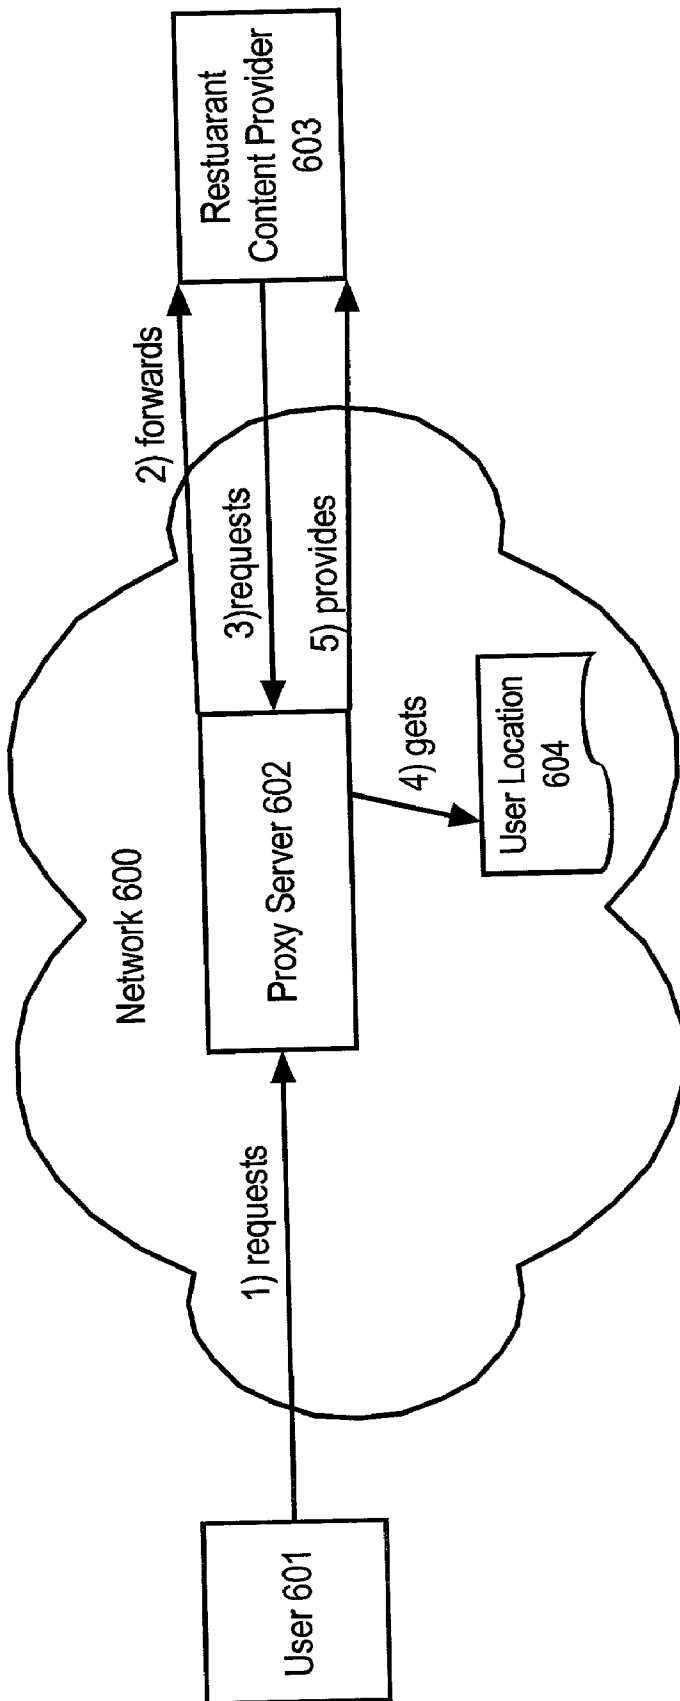 Network 600
User 601
1) requests
Proxy Server 602
2) forwards
3)requests
5) provides
4) gets
User Location
604
Restuarant
Content Provider
603